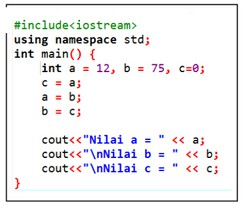 #include<iostream>
using namespace std;
int main() {
int a = 12, b = 75, c=0;
c = a;
a = b;
b = c;
cout<<"Nilai a = " << a;
cout<<"\nNilai b = " << b;
cout<<"\nNilai c = " << c;
}